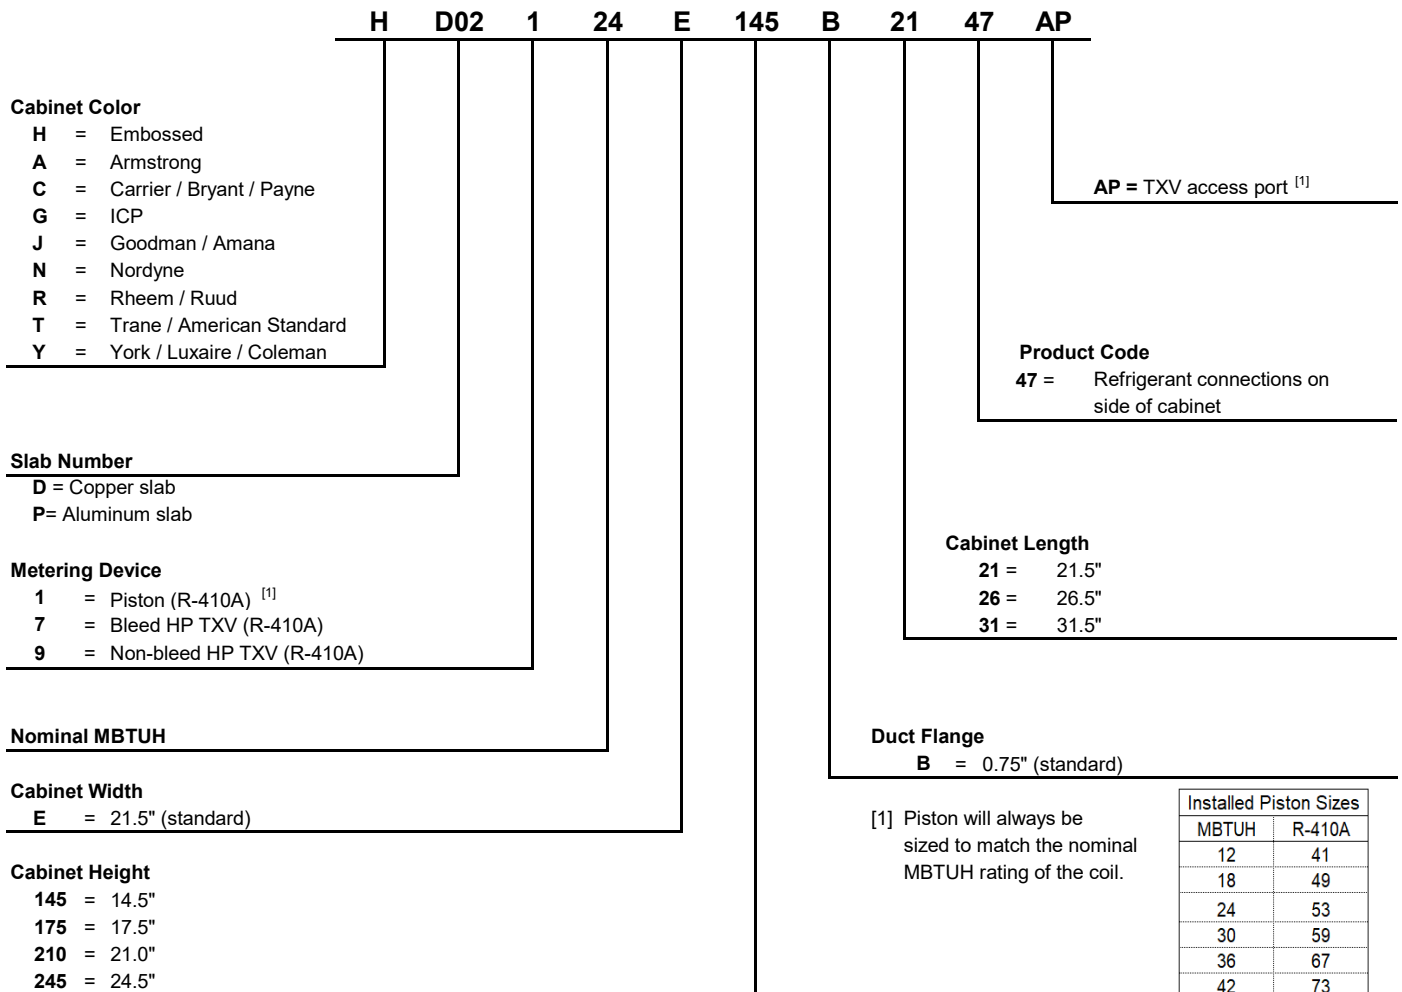 H D02 1 24 E 145 B 21 47 AP
Cabinet Color
H = Embossed
A = Armstrong
C = Carrier / Bryant / Payne
G = ICP
J = Goodman / Amana
N = Nordyne
R = Rheem / Ruud
T = Trane / American Standard
Y = York / Luxaire / Coleman
AP = TXV access port [1]
Product Code
47 = Refrigerant connections on
side of cabinet
Slab Number
D = Copper slab
P= Aluminum slab
Metering Device
1 = Piston (R-410A) [1]
7 = Bleed HP TXV (R-410A)
9 = Non-bleed HP TXV (R-410A)
Cabinet Length
21 = 21.5"
26 = 26.5"
31 = 31.5"
Nominal MBTUH
Cabinet Width
E = 21.5" (standard)
Cabinet Height
145 = 14.5"
175 = 17.5"
210 = 21.0"
245 = 24.5"
Duct Flange
B = 0.75" (standard)
[1] Piston will always be
sized to match the nominal
MBTUH rating of the coil.
Installed Piston Sizes
MBTUH R-410A
12 41
18 49
24 53
30 59
36 67
42 73